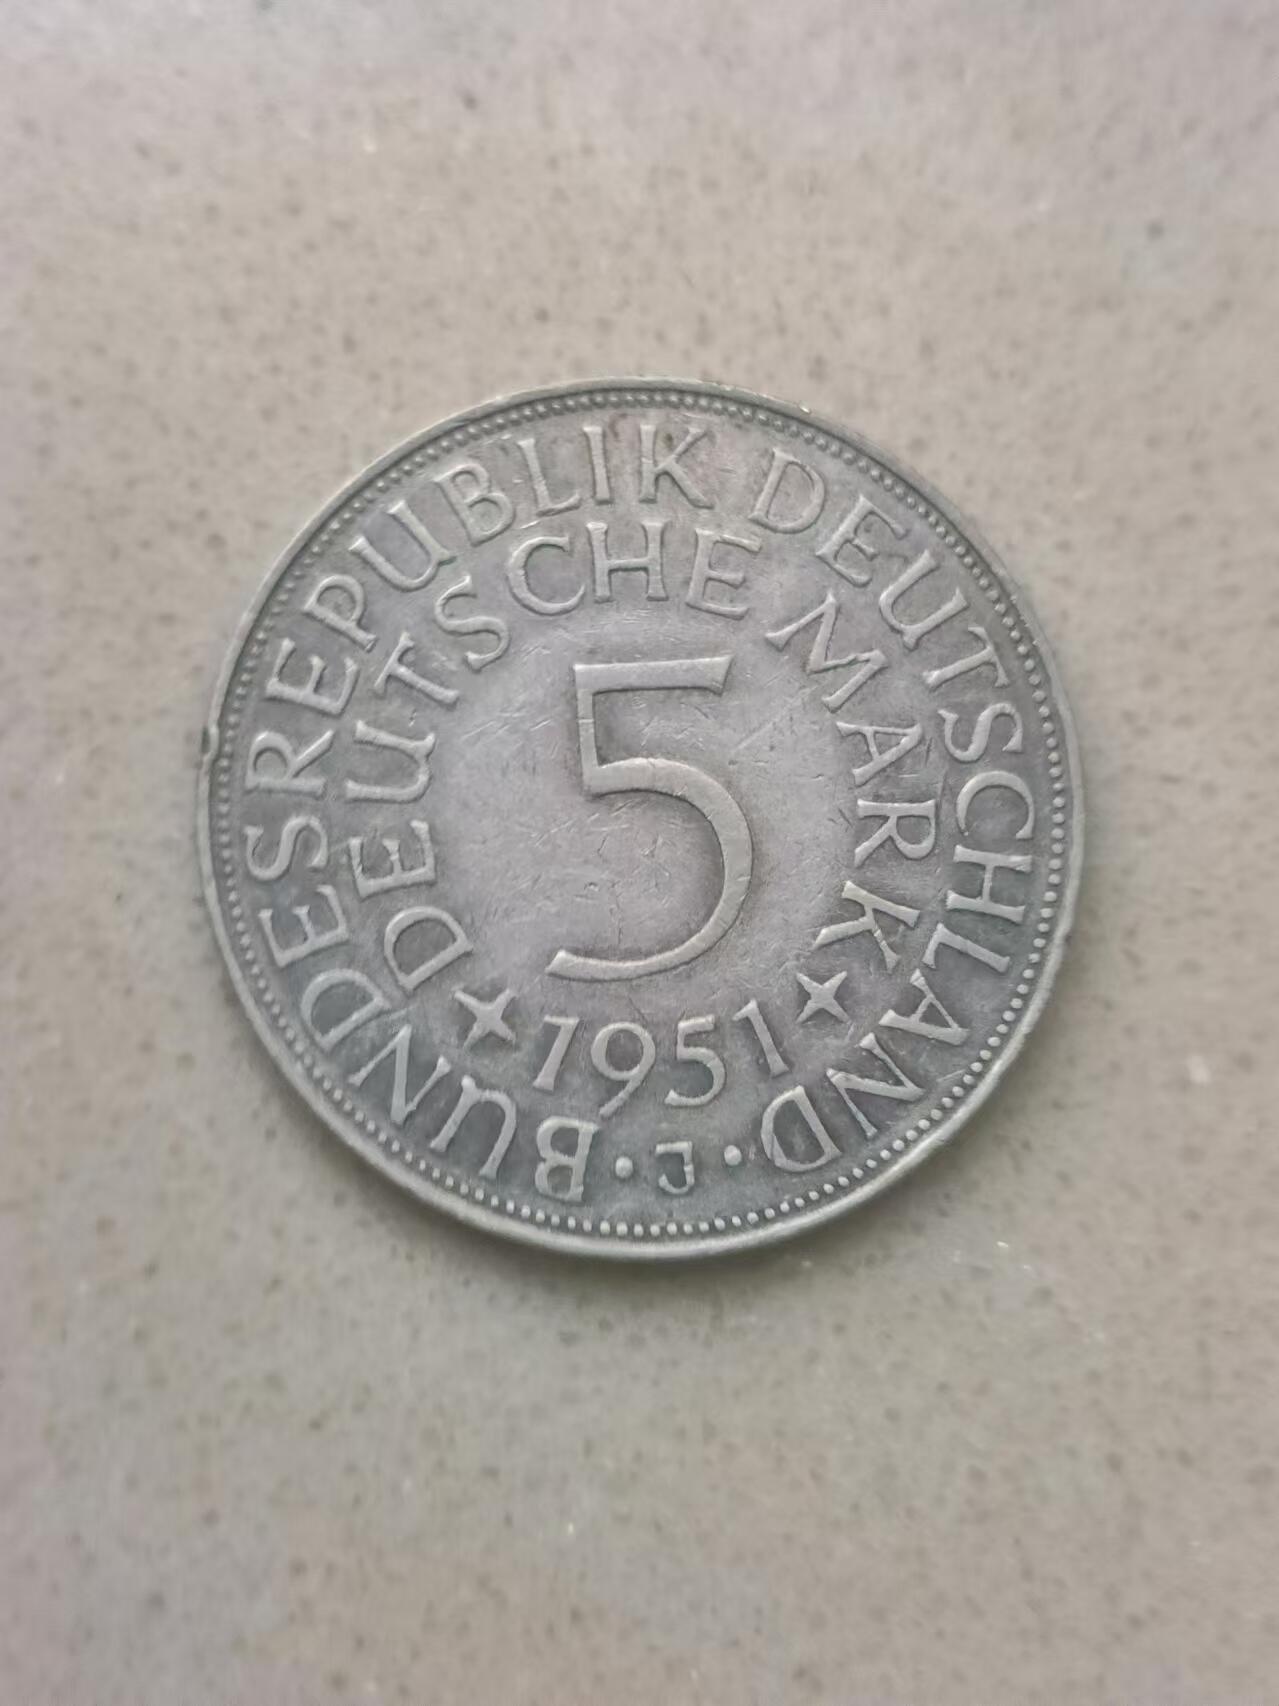 BUNDESREPUBLIK DEUTSCHLAND
DEUTSCHE MARK
5
1951
· J ·